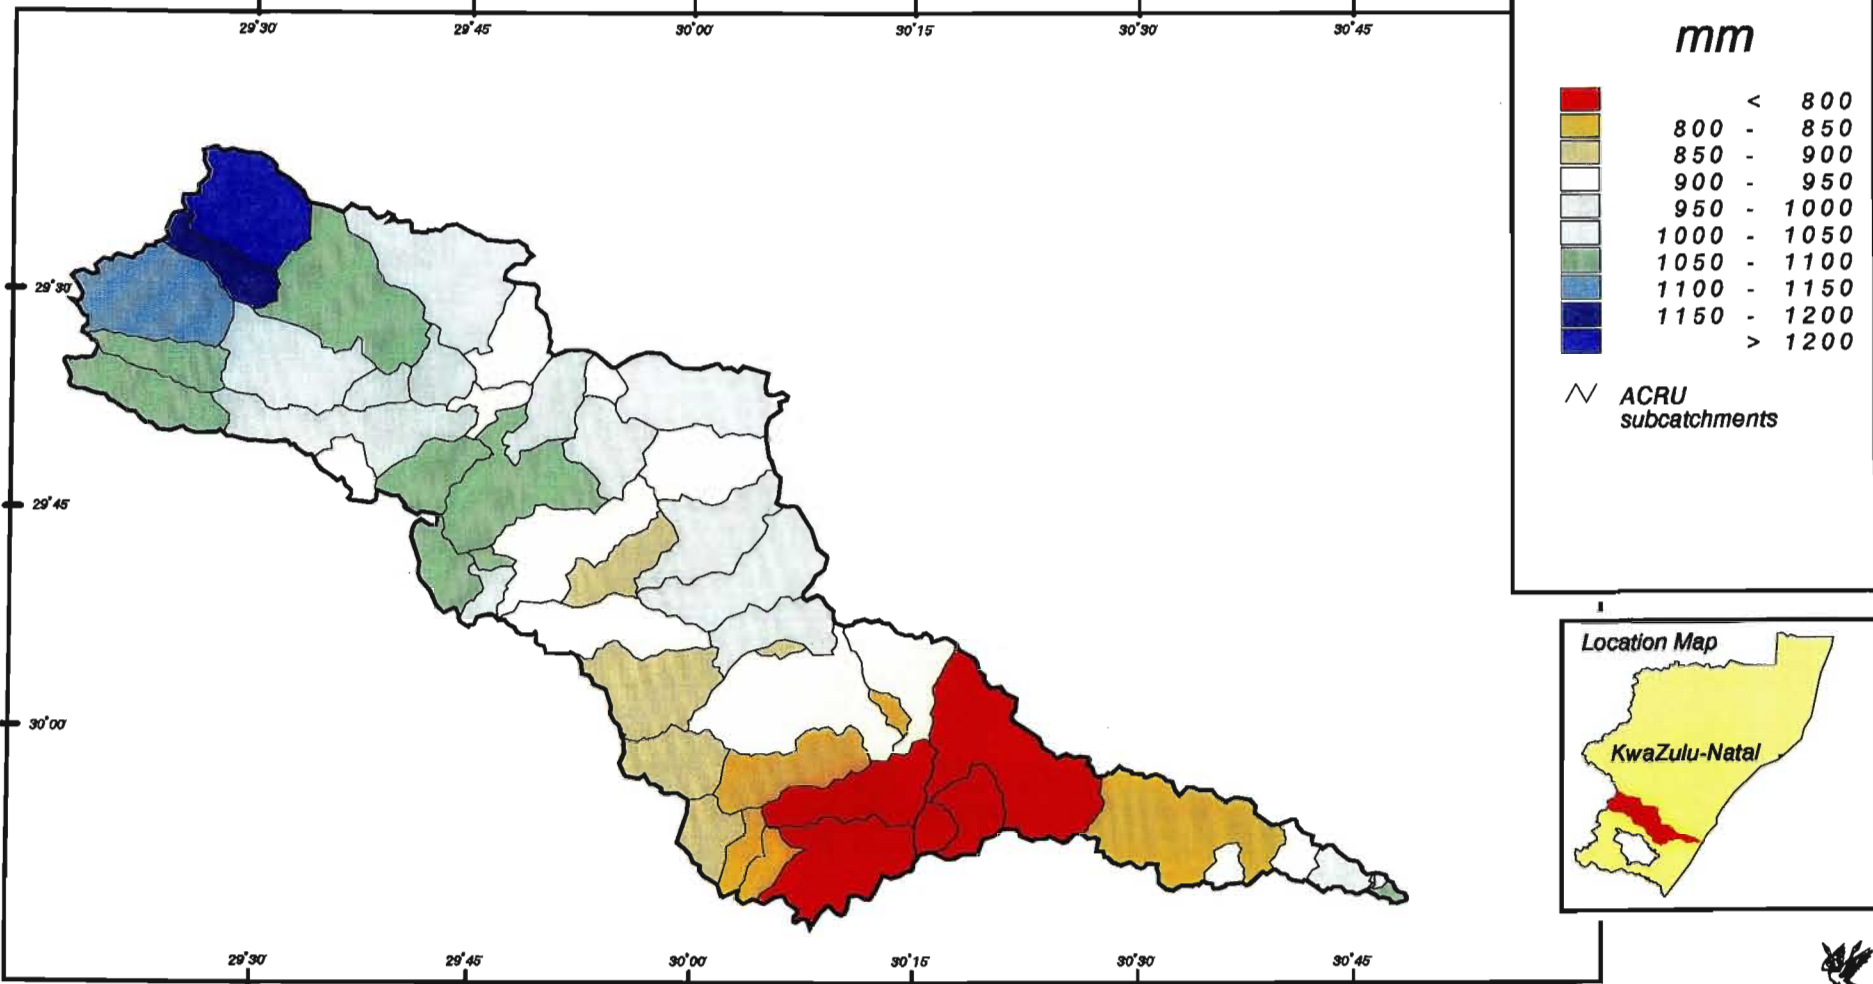 29°30' 29°45' 30°00' 30°15' 30°30' 30°45'
mm
< 800
800 - 850
850 - 900
900 - 950
950 - 1000
1000 - 1050
1050 - 1100
1100 - 1150
1150 - 1200
> 1200
ACRU
subcatchments
29°30'
29°45'
30°00'
Location Map
KwaZulu-Natal
29°30' 29°45' 30°00' 30°15' 30°30' 30°45'